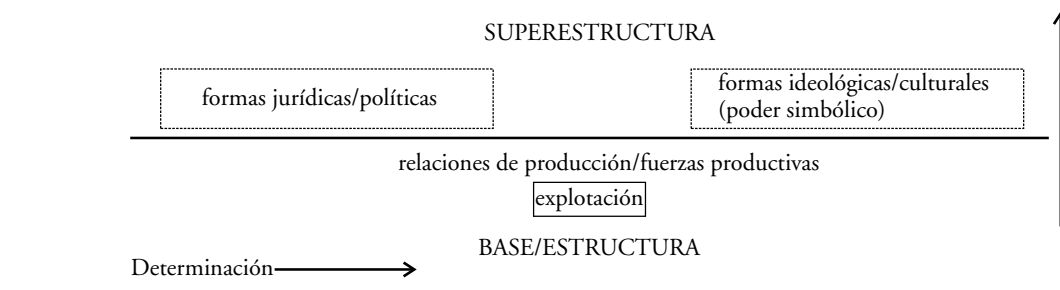 SUPERESTRUCTURA
formas jurídicas/políticas
formas ideológicas/culturales
(poder simbólico)
relaciones de producción/fuerzas productivas
explotación
BASE/ESTRUCTURA
Determinación